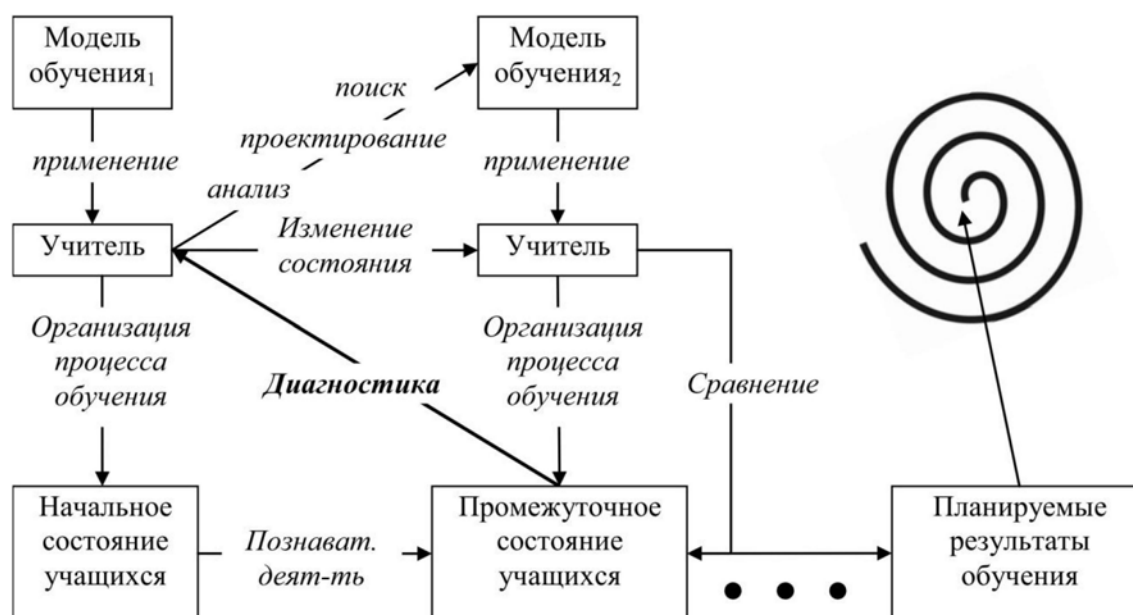 Модель
обучения₁
Модель
обучения₂
поиск
проектирование
применение
применение
анализ
Учитель
Изменение
состояния
Учитель
Организация
процесса
обучения
Диагностика
Организация
процесса
обучения
Сравнение
Начальное
состояние
учащихся
Познават.
деят-ть
Промежуточное
состояние
учащихся
Планируемые
результаты
обучения